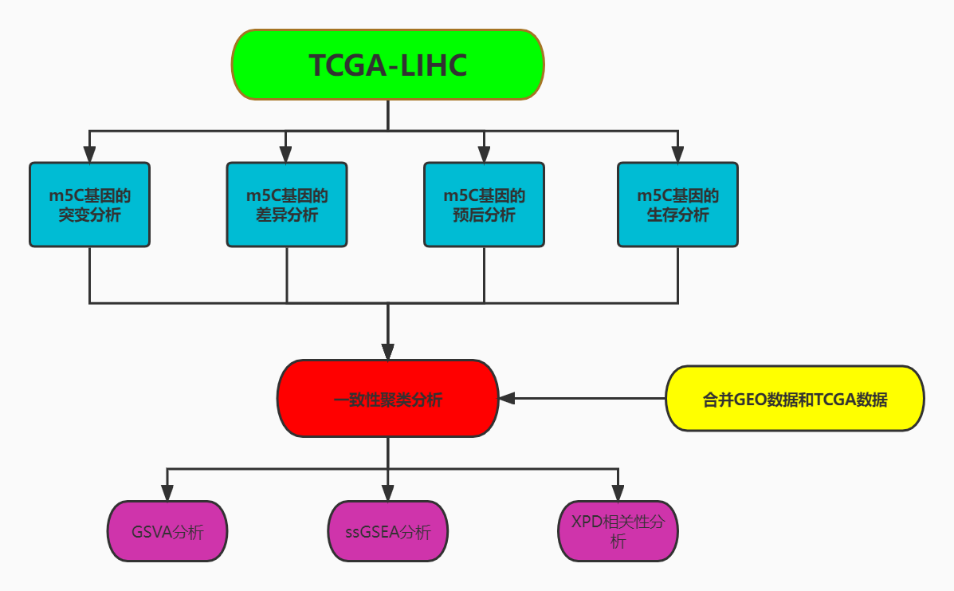 TCGA-LIHC
m5C基因的
突变分析
m5C基因的
差异分析
m5C基因的
预后分析
m5C基因的
生存分析
一致性聚类分析
合并GEO数据和TCGA数据
GSVA分析
ssGSEA分析
XPD相关性分
析